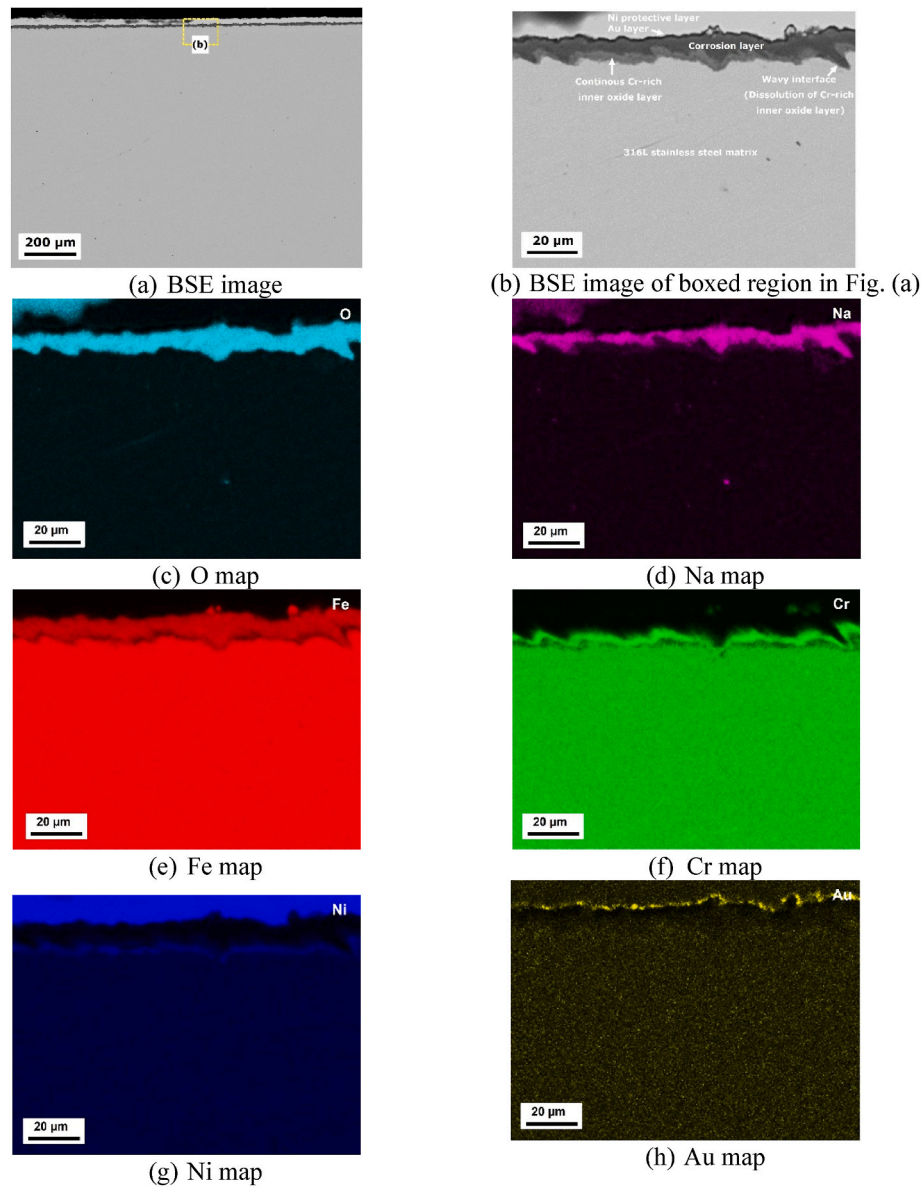 (b)
200 µm
(a) BSE image
Ni protective layer
Au layer
Corrosion layer
Continous Cr-rich
inner oxide layer
Wavy interface
(Dissolution of Cr-rich
inner oxide layer)
316L stainless steel matrix
20 µm
(b) BSE image of boxed region in Fig. (a)
O
20 µm
(c) O map
Na
20 µm
(d) Na map
Fe
20 µm
(e) Fe map
Cr
20 µm
(f) Cr map
Ni
20 µm
(g) Ni map
Au
20 µm
(h) Au map